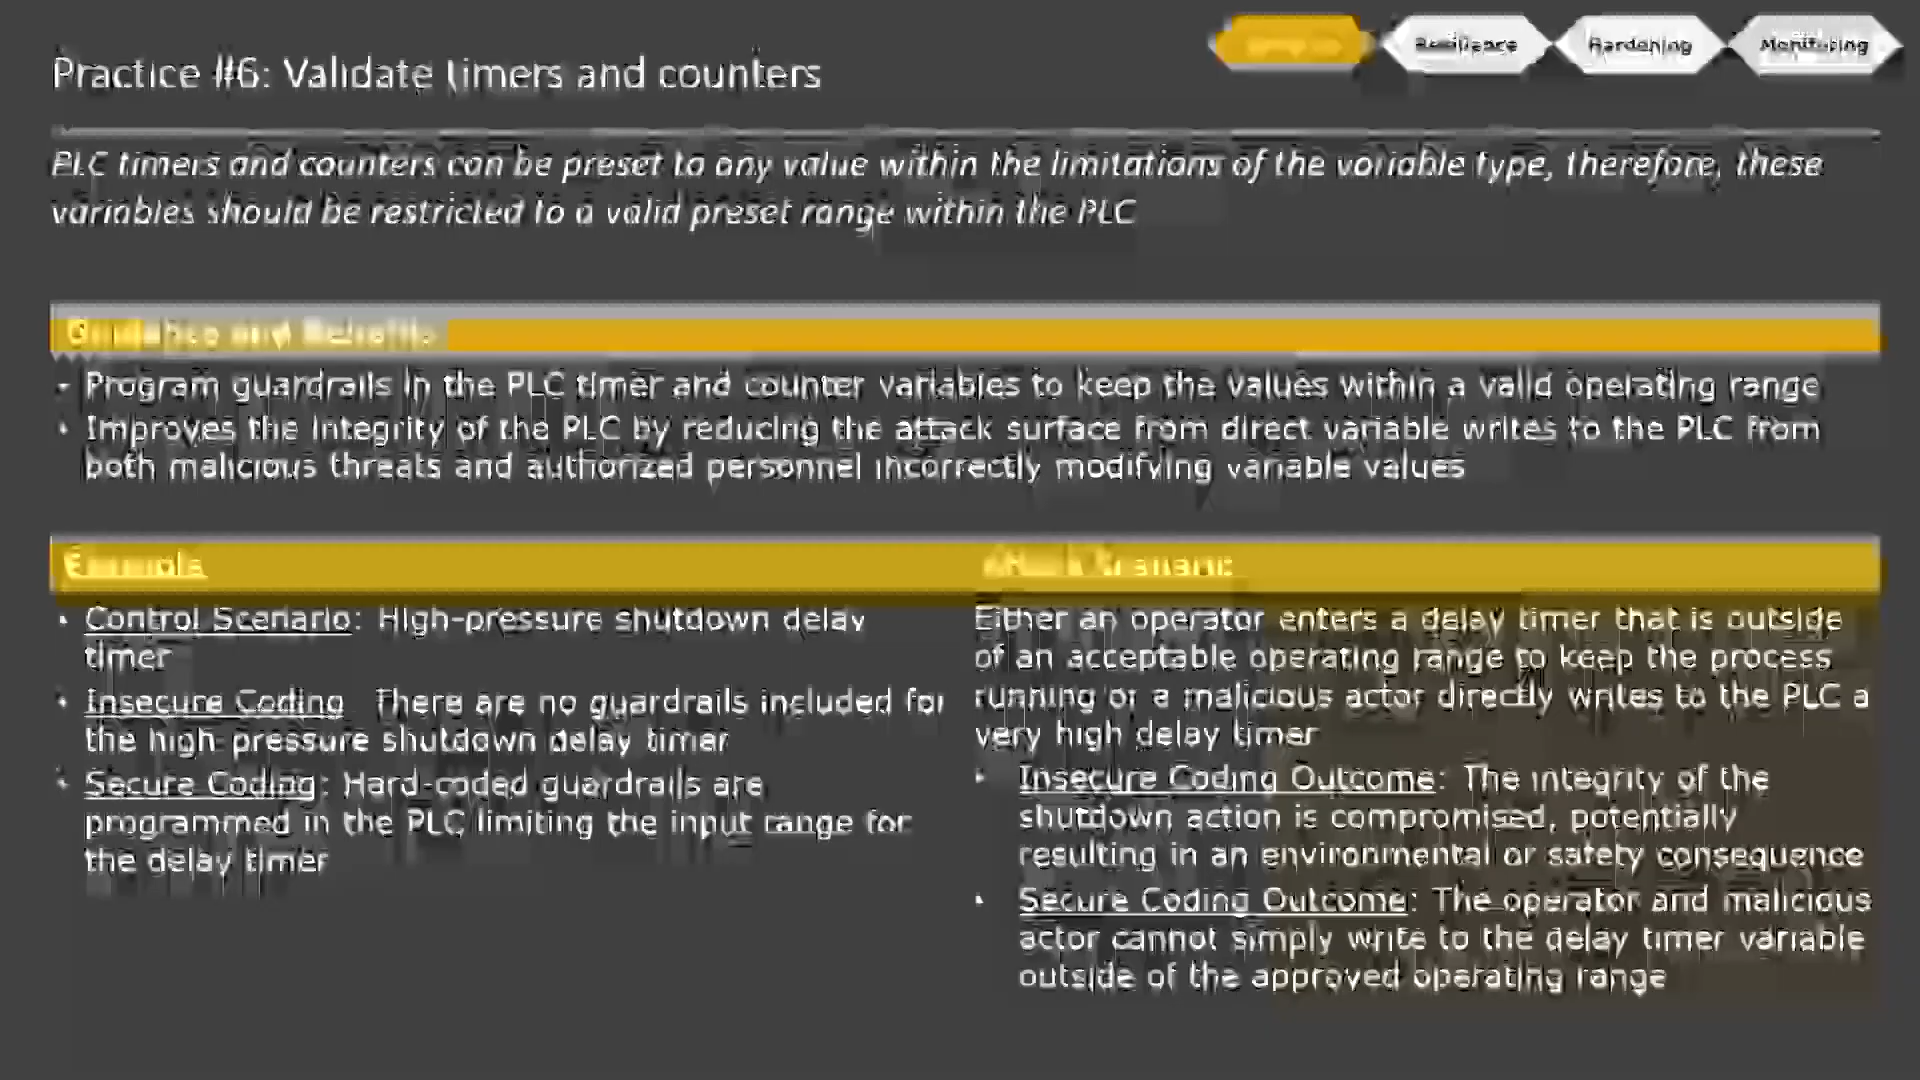 Resilience
Hardening
Monitoring
Practice #6: Validate timers and counters
PLC timers and counters can be preset to any value within the limitations of the variable type, therefore, these
variables should be restricted to a valid preset range within the PLC
Guidance and Benefits
• Program guardrails in the PLC timer and counter variables to keep the values within a valid operating range
• Improves the integrity of the PLC by reducing the attack surface from direct variable writes to the PLC from
both malicious threats and authorized personnel incorrectly modifying variable values
Example
• Control Scenario: High-pressure shutdown delay
timer
• Insecure Coding: There are no guardrails included for
the high pressure shutdown delay timer
• Secure Coding: Hard-coded guardrails are
programmed in the PLC limiting the input range for
the delay timer
Attack Scenario
Either an operator enters a delay timer that is outside
of an acceptable operating range to keep the process
running or a malicious actor directly writes to the PLC a
very high delay timer
• Insecure Coding Outcome: The integrity of the
shutdown action is compromised, potentially
resulting in an environmental or safety consequence
• Secure Coding Outcome: The operator and malicious
actor cannot simply write to the delay timer variable
outside of the approved operating range